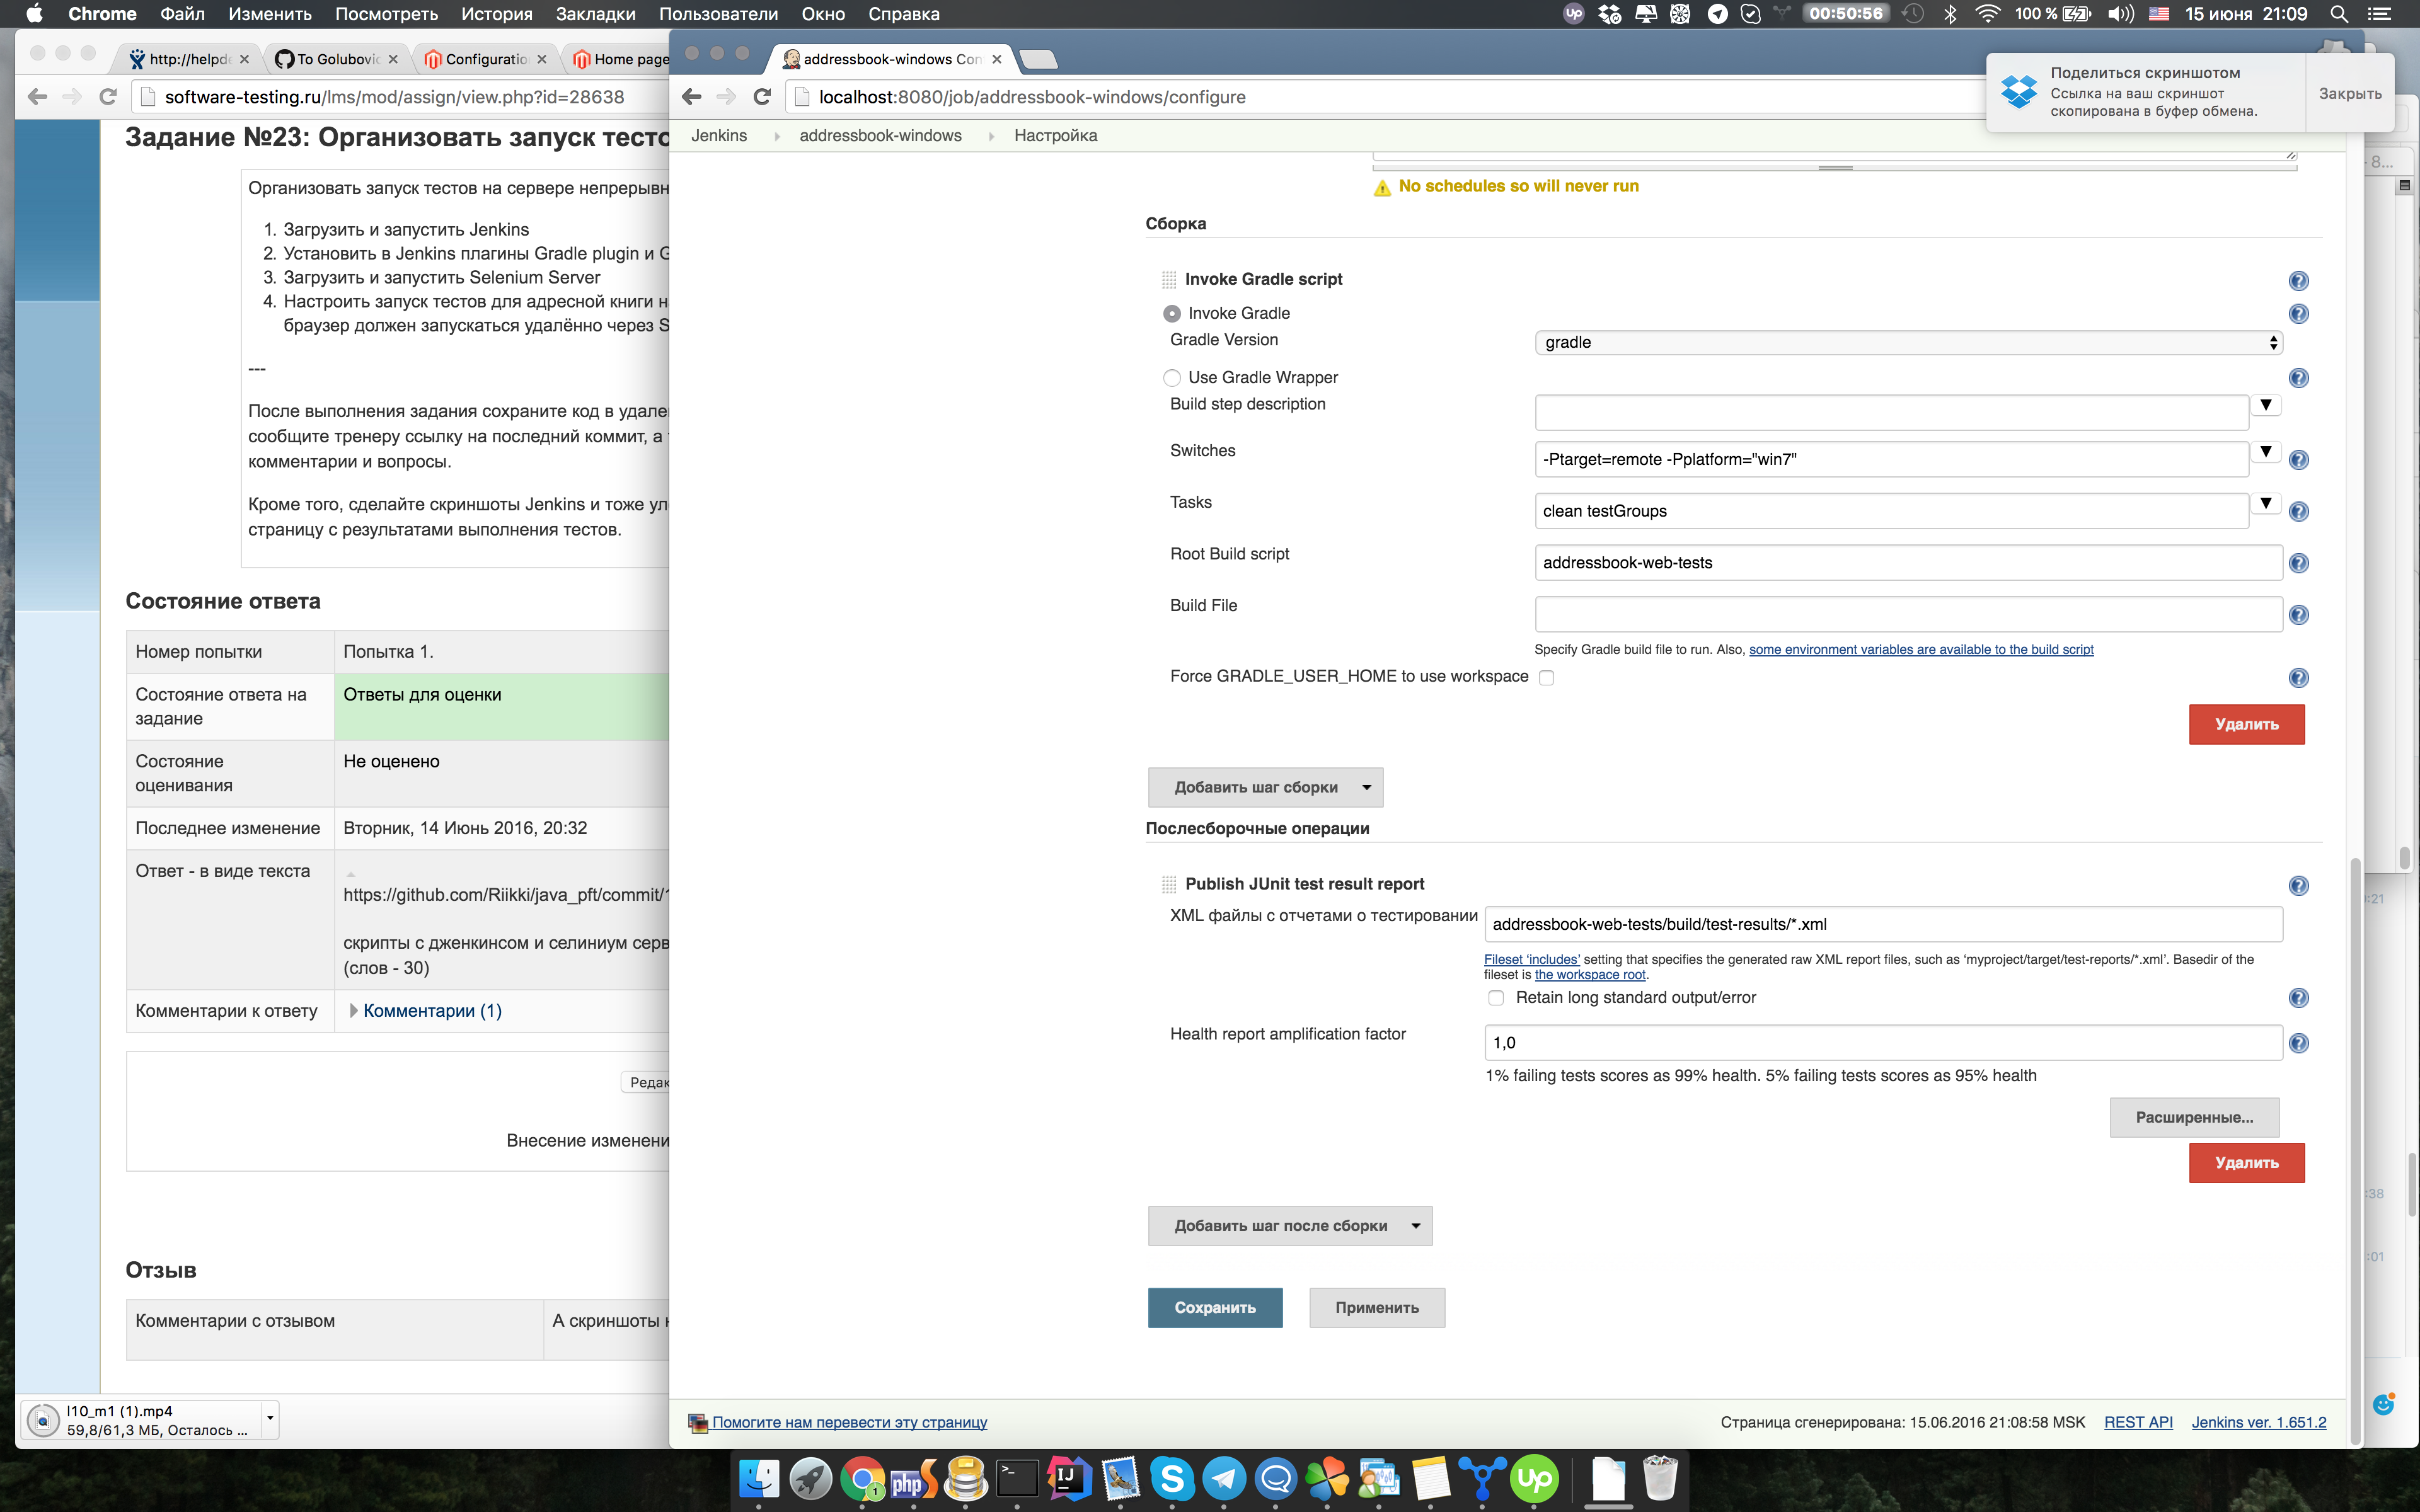 Chrome Файл Изменить Посмотреть История Закладки Пользователи Окно Справка
Up 00:50:56 100 % 15 июня 21:09
http://helpd To Golubovic Configuratio Home page
software-testing.ru/lms/mod/assign/view.php?id=28638
Задание №23: Организовать запуск тесто
Организовать запуск тестов на сервере непрерывн
1. Загрузить и запустить Jenkins
2. Установить в Jenkins плагины Gradle plugin и G
3. Загрузить и запустить Selenium Server
4. Настроить запуск тестов для адресной книги н
браузер должен запускаться удалённо через S
---
После выполнения задания сохраните код в удале
сообщите тренеру ссылку на последний коммит, а
комментарии и вопросы.
Кроме того, сделайте скриншоты Jenkins и тоже ул
страницу с результатами выполнения тестов.
Состояние ответа
Номер попытки Попытка 1.
Состояние ответа на задание Ответы для оценки
Состояние оценивания Не оценено
Последнее изменение Вторник, 14 Июнь 2016, 20:32
Ответ - в виде текста
https://github.com/Riikki/java_pft/commit/1
скрипты с дженкинсом и селиниум серв
(слов - 30)
Комментарии к ответу Комментарии (1)
Редак
Внесение изменени
Отзыв
Комментарии с отзывом А скриншоты
l10_m1 (1).mp4
59,8/61,3 МБ, Осталось ...
addressbook-windows Con
localhost:8080/job/addressbook-windows/configure
Поделиться скриншотом
Ссылка на ваш скриншот
скопирована в буфер обмена.
Закрыть
Jenkins addressbook-windows Настройка
No schedules so will never run
Сборка
Invoke Gradle script
Invoke Gradle
Gradle Version gradle
Use Gradle Wrapper
Build step description
Switches -Ptarget=remote -Pplatform="win7"
Tasks clean testGroups
Root Build script addressbook-web-tests
Build File
Specify Gradle build file to run. Also, some environment variables are available to the build script
Force GRADLE_USER_HOME to use workspace
Удалить
Добавить шаг сборки
Послесборочные операции
Publish JUnit test result report
XML файлы с отчетами о тестировании addressbook-web-tests/build/test-results/*.xml
Fileset ‘includes’ setting that specifies the generated raw XML report files, such as ‘myproject/target/test-reports/*.xml’. Basedir of the
fileset is the workspace root.
Retain long standard output/error
Health report amplification factor 1,0
1% failing tests scores as 99% health. 5% failing tests scores as 95% health
Расширенные...
Удалить
Добавить шаг после сборки
Сохранить Применить
Помогите нам перевести эту страницу
Страница сгенерирована: 15.06.2016 21:08:58 MSK REST API Jenkins ver. 1.651.2
- 8...
:21
:38
:01
1 php IJ S Up